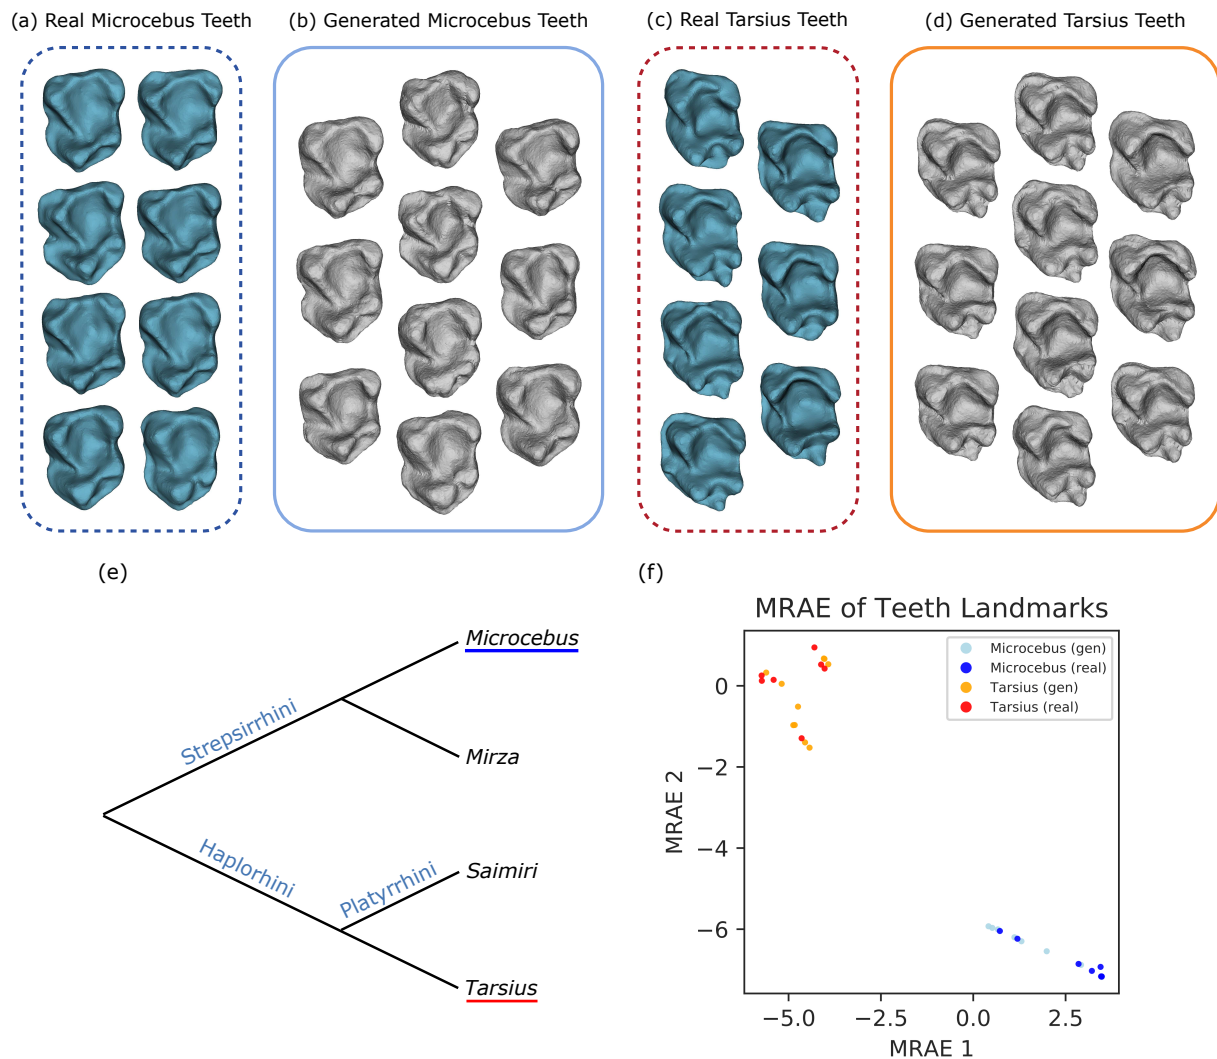 (a) Real Microcebus Teeth
(b) Generated Microcebus Teeth
(c) Real Tarsius Teeth
(d) Generated Tarsius Teeth
(e)
Strepsirrhini
Haplorhini
Platyrrhini
Microcebus
Mirza
Saimiri
Tarsius
(f)
MRAE of Teeth Landmarks
Microcebus (gen)
Microcebus (real)
Tarsius (gen)
Tarsius (real)
MRAE 2
0
−2
−4
−6
−5.0 −2.5 0.0 2.5
MRAE 1